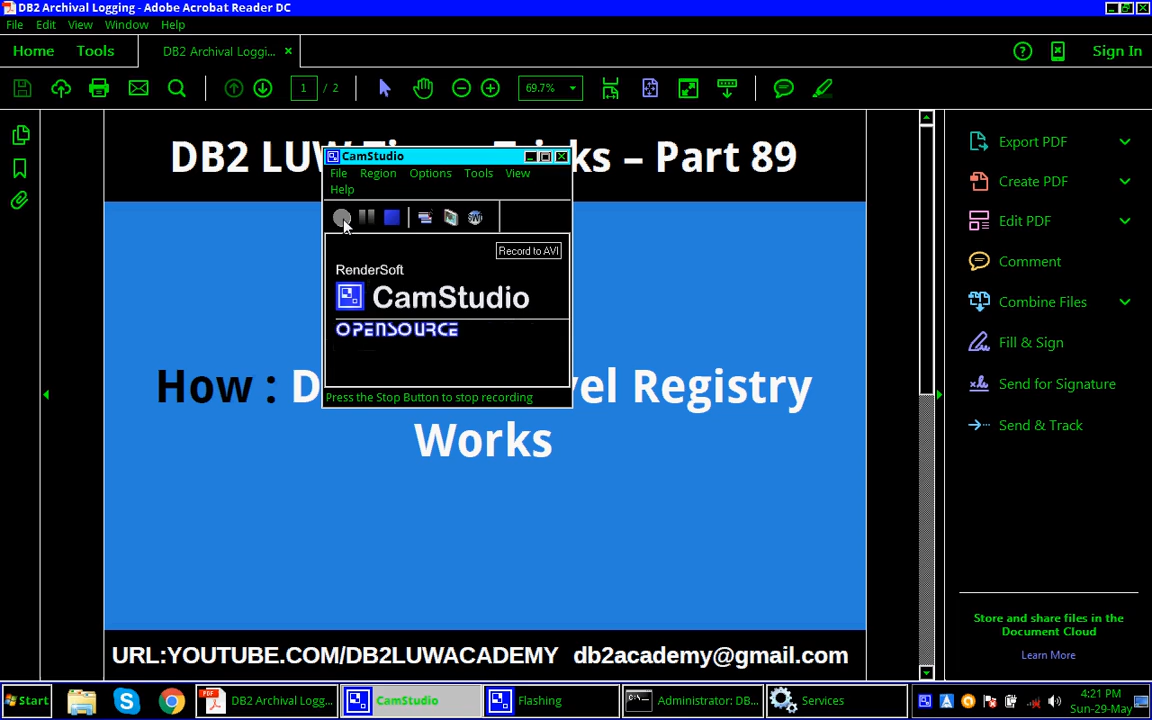 DB2 Archival Logging - Adobe Acrobat Reader DC
File Edit View Window Help
Home Tools DB2 Archival Loggi... × Sign In
1 / 2 69.7%
DB2 LUW ks – Part 89
CamStudio
File Region Options Tools View
Help
Record to AVI
RenderSoft
CamStudio
OPENSOURCE
Press the Stop Button to stop recording
How : D vel Registry
Works
URL:YOUTUBE.COM/DB2LUWACADEMY db2academy@gmail.com
Export PDF
Create PDF
Edit PDF
Comment
Combine Files
Fill & Sign
Send for Signature
Send & Track
Store and share files in the
Document Cloud
Learn More
Start DB2 Archival Logg... CamStudio Flashing Administrator: DB... Services 4:21 PM
Sun-29-May